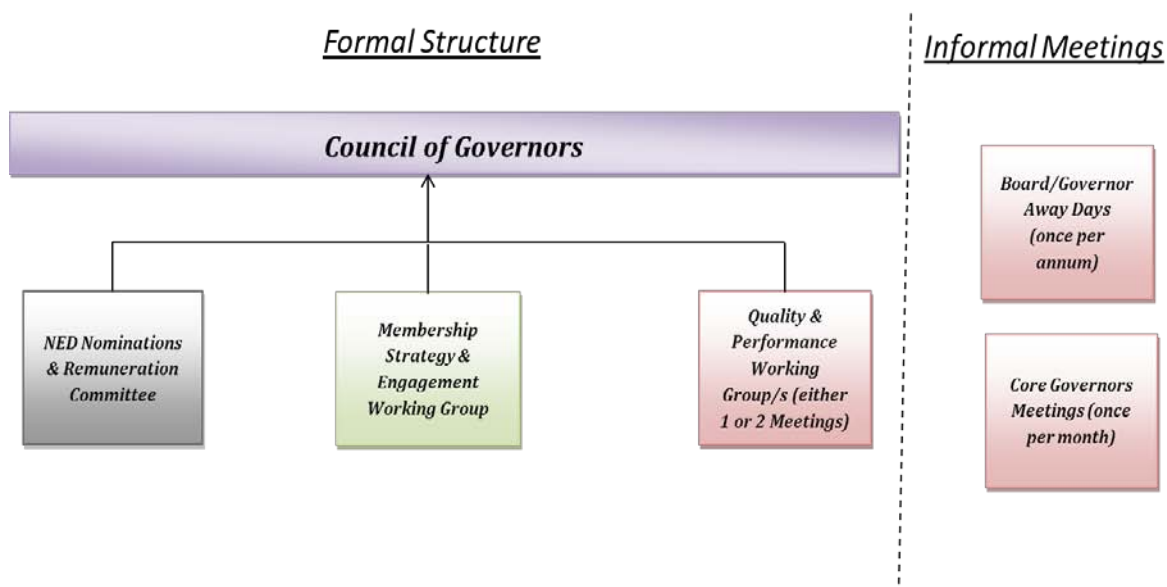 Formal Structure
Informal Meetings
Council of Governors
NED Nominations
& Remuneration
Committee
Membership
Strategy &
Engagement
Working Group
Quality &
Performance
Working
Group/s (either
1 or 2 Meetings)
Board/Governor
Away Days
(once per
annum)
Core Governors
Meetings (once
per month)